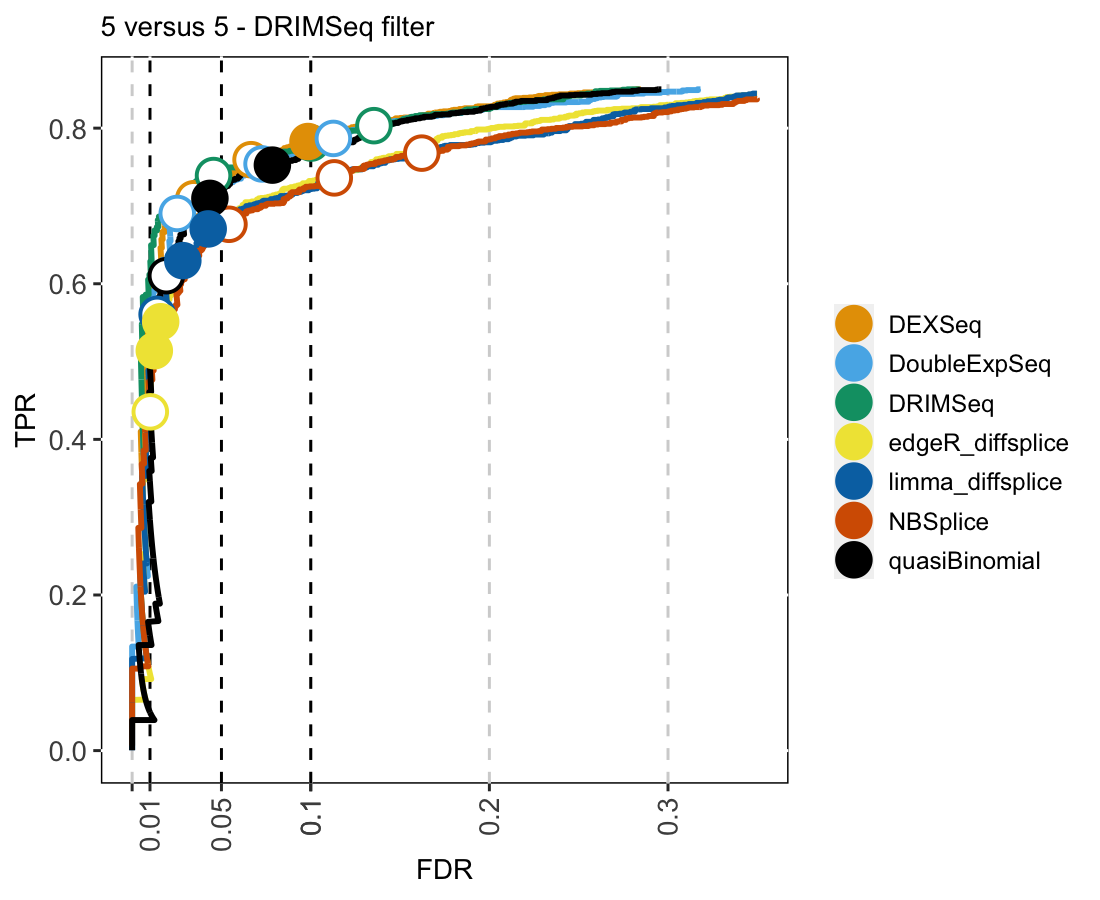 5 versus 5 - DRIMSeq filter
TPR
0.8
0.6
0.4
0.2
0.0
0.01
0.05
0.1
0.2
0.3
FDR
DEXSeq
DoubleExpSeq
DRIMSeq
edgeR_diffsplice
limma_diffsplice
NBSplice
quasiBinomial